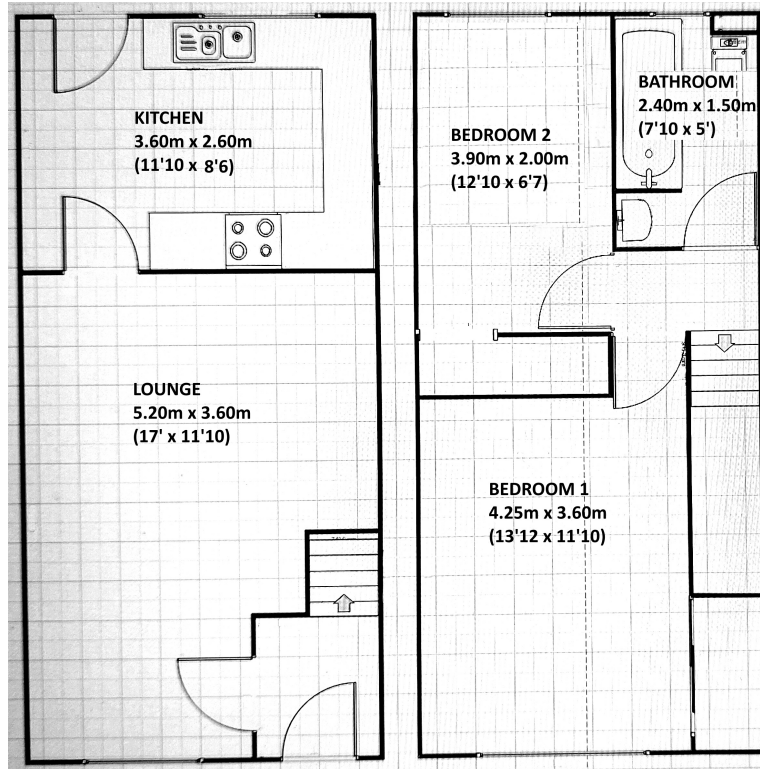 KITCHEN
3.60m x 2.60m
(11'10 x 8'6)
LOUNGE
5.20m x 3.60m
(17' x 11'10)
BEDROOM 2
3.90m x 2.00m
(12'10 x 6'7)
BATHROOM
2.40m x 1.50m
(7'10 x 5')
BEDROOM 1
4.25m x 3.60m
(13'12 x 11'10)